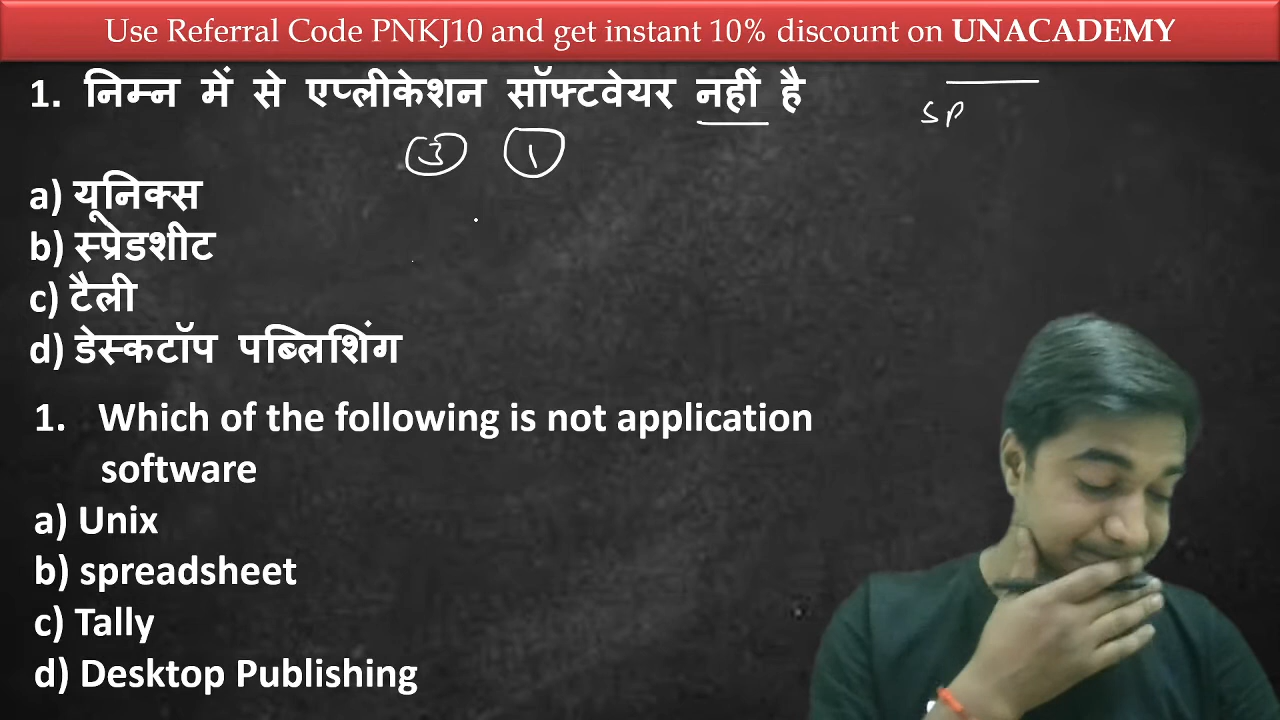 Use Referral Code PNKJ10 and get instant 10% discount on UNACADEMY
1. निम्न में से एप्लीकेशन सॉफ्टवेयर नहीं है
SP
3 1
a) यूनिक्स
b) स्प्रेडशीट
c) टैली
d) डेस्कटॉप पब्लिशिंग
1. Which of the following is not application
software
a) Unix
b) spreadsheet
c) Tally
d) Desktop Publishing